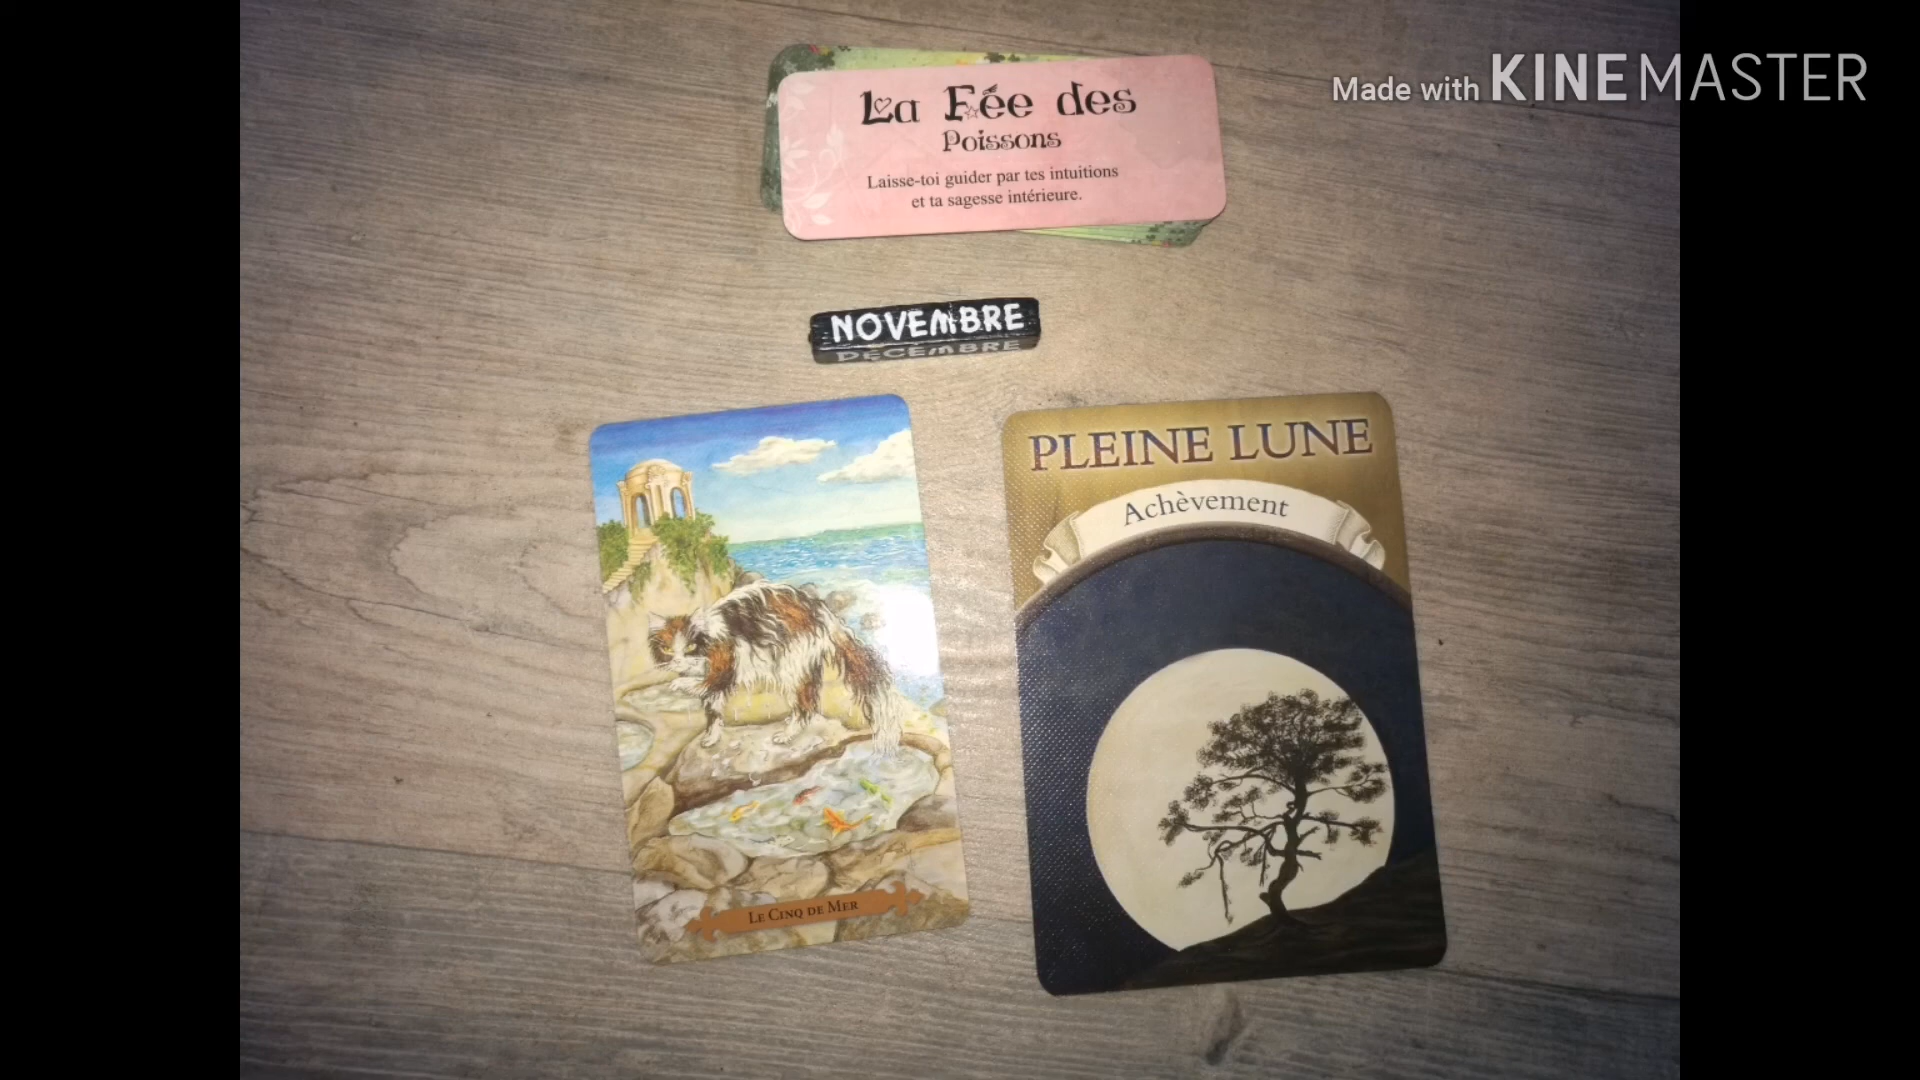 Made with KINEMASTER
La Fée des
Poissons
Laisse-toi guider par tes intuitions
et ta sagesse intérieure.
NOVEMBRE
DÉCEMBRE
PLEINE LUNE
Achèvement
LE CINQ DE MER